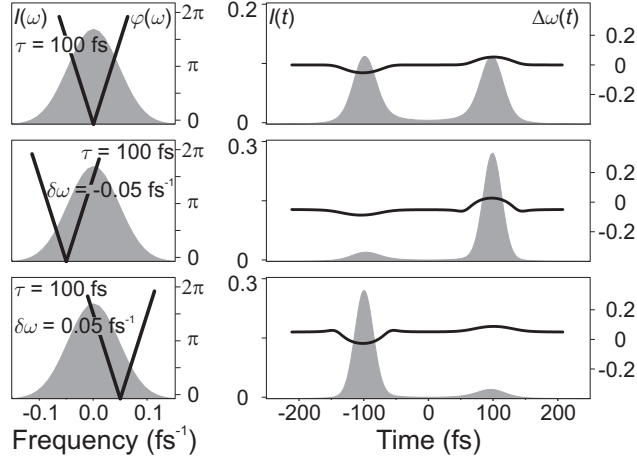 I(ω) φ(ω) 2π
τ = 100 fs
π
0
0.2 I(t) Δω(t)
0.2
0
-0.4
0
τ = 100 fs 2π
δω = -0.05 fs⁻¹
π
0
0.3
0.2
0
-0.4
0
τ = 100 fs 2π
δω = 0.05 fs⁻¹
π
0
0.3
0.2
0
-0.4
0
-0.1 0.0 0.1
Frequency (fs⁻¹)
-200 -100 0 100 200
Time (fs)